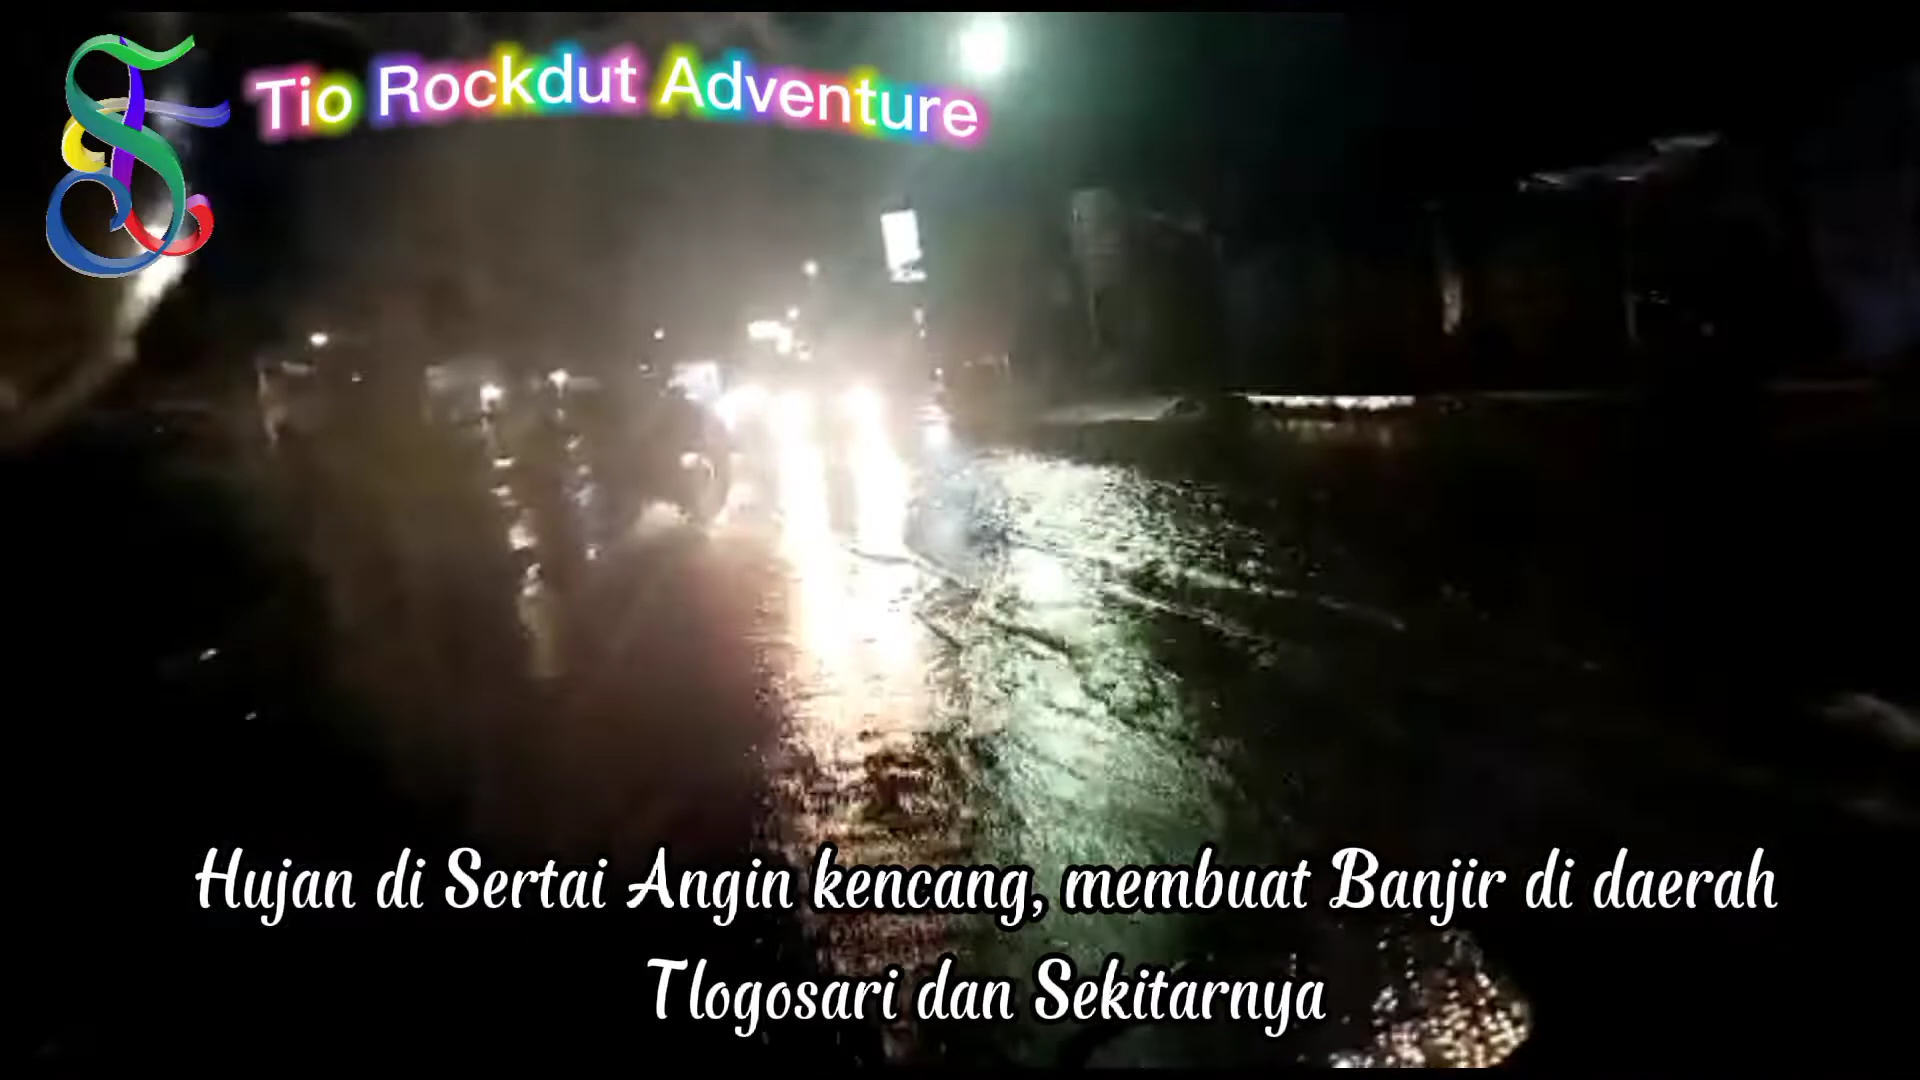 Tio Rockdut Adventure
Hujan di Sertai Angin kencang, membuat Banjir di daerah
Tlogosari dan Sekitarnya